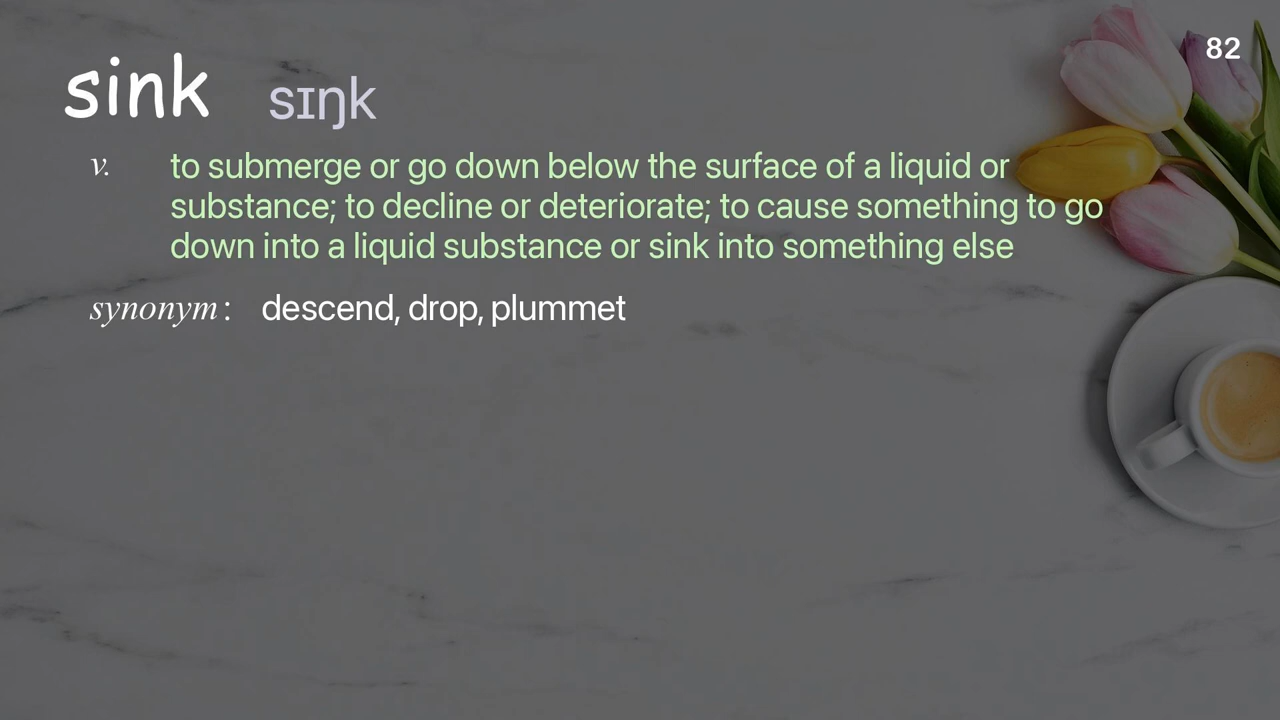 82
sink sɪŋk
v. to submerge or go down below the surface of a liquid or
substance; to decline or deteriorate; to cause something to go
down into a liquid substance or sink into something else
synonym: descend, drop, plummet